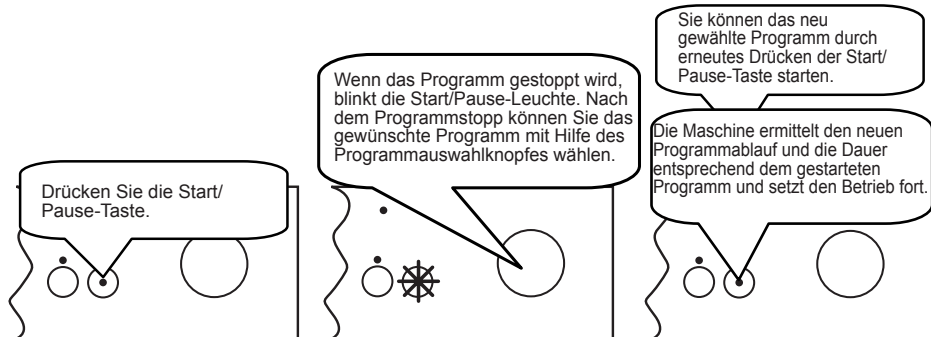 Drücken Sie die Start/
Pause-Taste.
Wenn das Programm gestoppt wird,
blinkt die Start/Pause-Leuchte. Nach
dem Programmstopp können Sie das
gewünschte Programm mit Hilfe des
Programmauswahlknopfes wählen.
Sie können das neu
gewählte Programm durch
erneutes Drücken der Start/
Pause-Taste starten.
Die Maschine ermittelt den neuen
Programmablauf und die Dauer
entsprechend dem gestarteten
Programm und setzt den Betrieb fort.